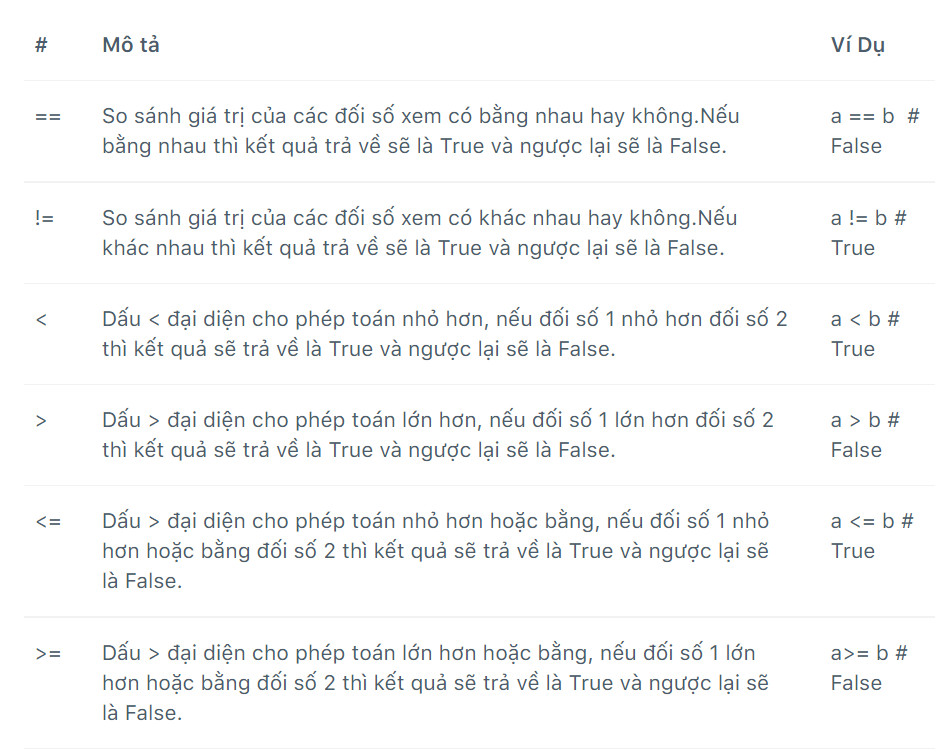 # Mô tả Ví Dụ
== So sánh giá trị của các đối số xem có bằng nhau hay không.Nếu a == b #
bằng nhau thì kết quả trả về sẽ là True và ngược lại sẽ là False. False
!= So sánh giá trị của các đối số xem có khác nhau hay không.Nếu a != b #
khác nhau thì kết quả trả về sẽ là True và ngược lại sẽ là False. True
< Dấu < đại diện cho phép toán nhỏ hơn, nếu đối số 1 nhỏ hơn đối số 2 a < b #
thì kết quả sẽ trả về là True và ngược lại sẽ là False. True
> Dấu > đại diện cho phép toán lớn hơn, nếu đối số 1 lớn hơn đối số 2 a > b #
thì kết quả sẽ trả về là True và ngược lại sẽ là False. False
<= Dấu > đại diện cho phép toán nhỏ hơn hoặc bằng, nếu đối số 1 nhỏ a <= b #
hơn hoặc bằng đối số 2 thì kết quả sẽ trả về là True và ngược lại sẽ True
là False.
>= Dấu > đại diện cho phép toán lớn hơn hoặc bằng, nếu đối số 1 lớn a>= b #
hơn hoặc bằng đối số 2 thì kết quả sẽ trả về là True và ngược lại sẽ False
là False.